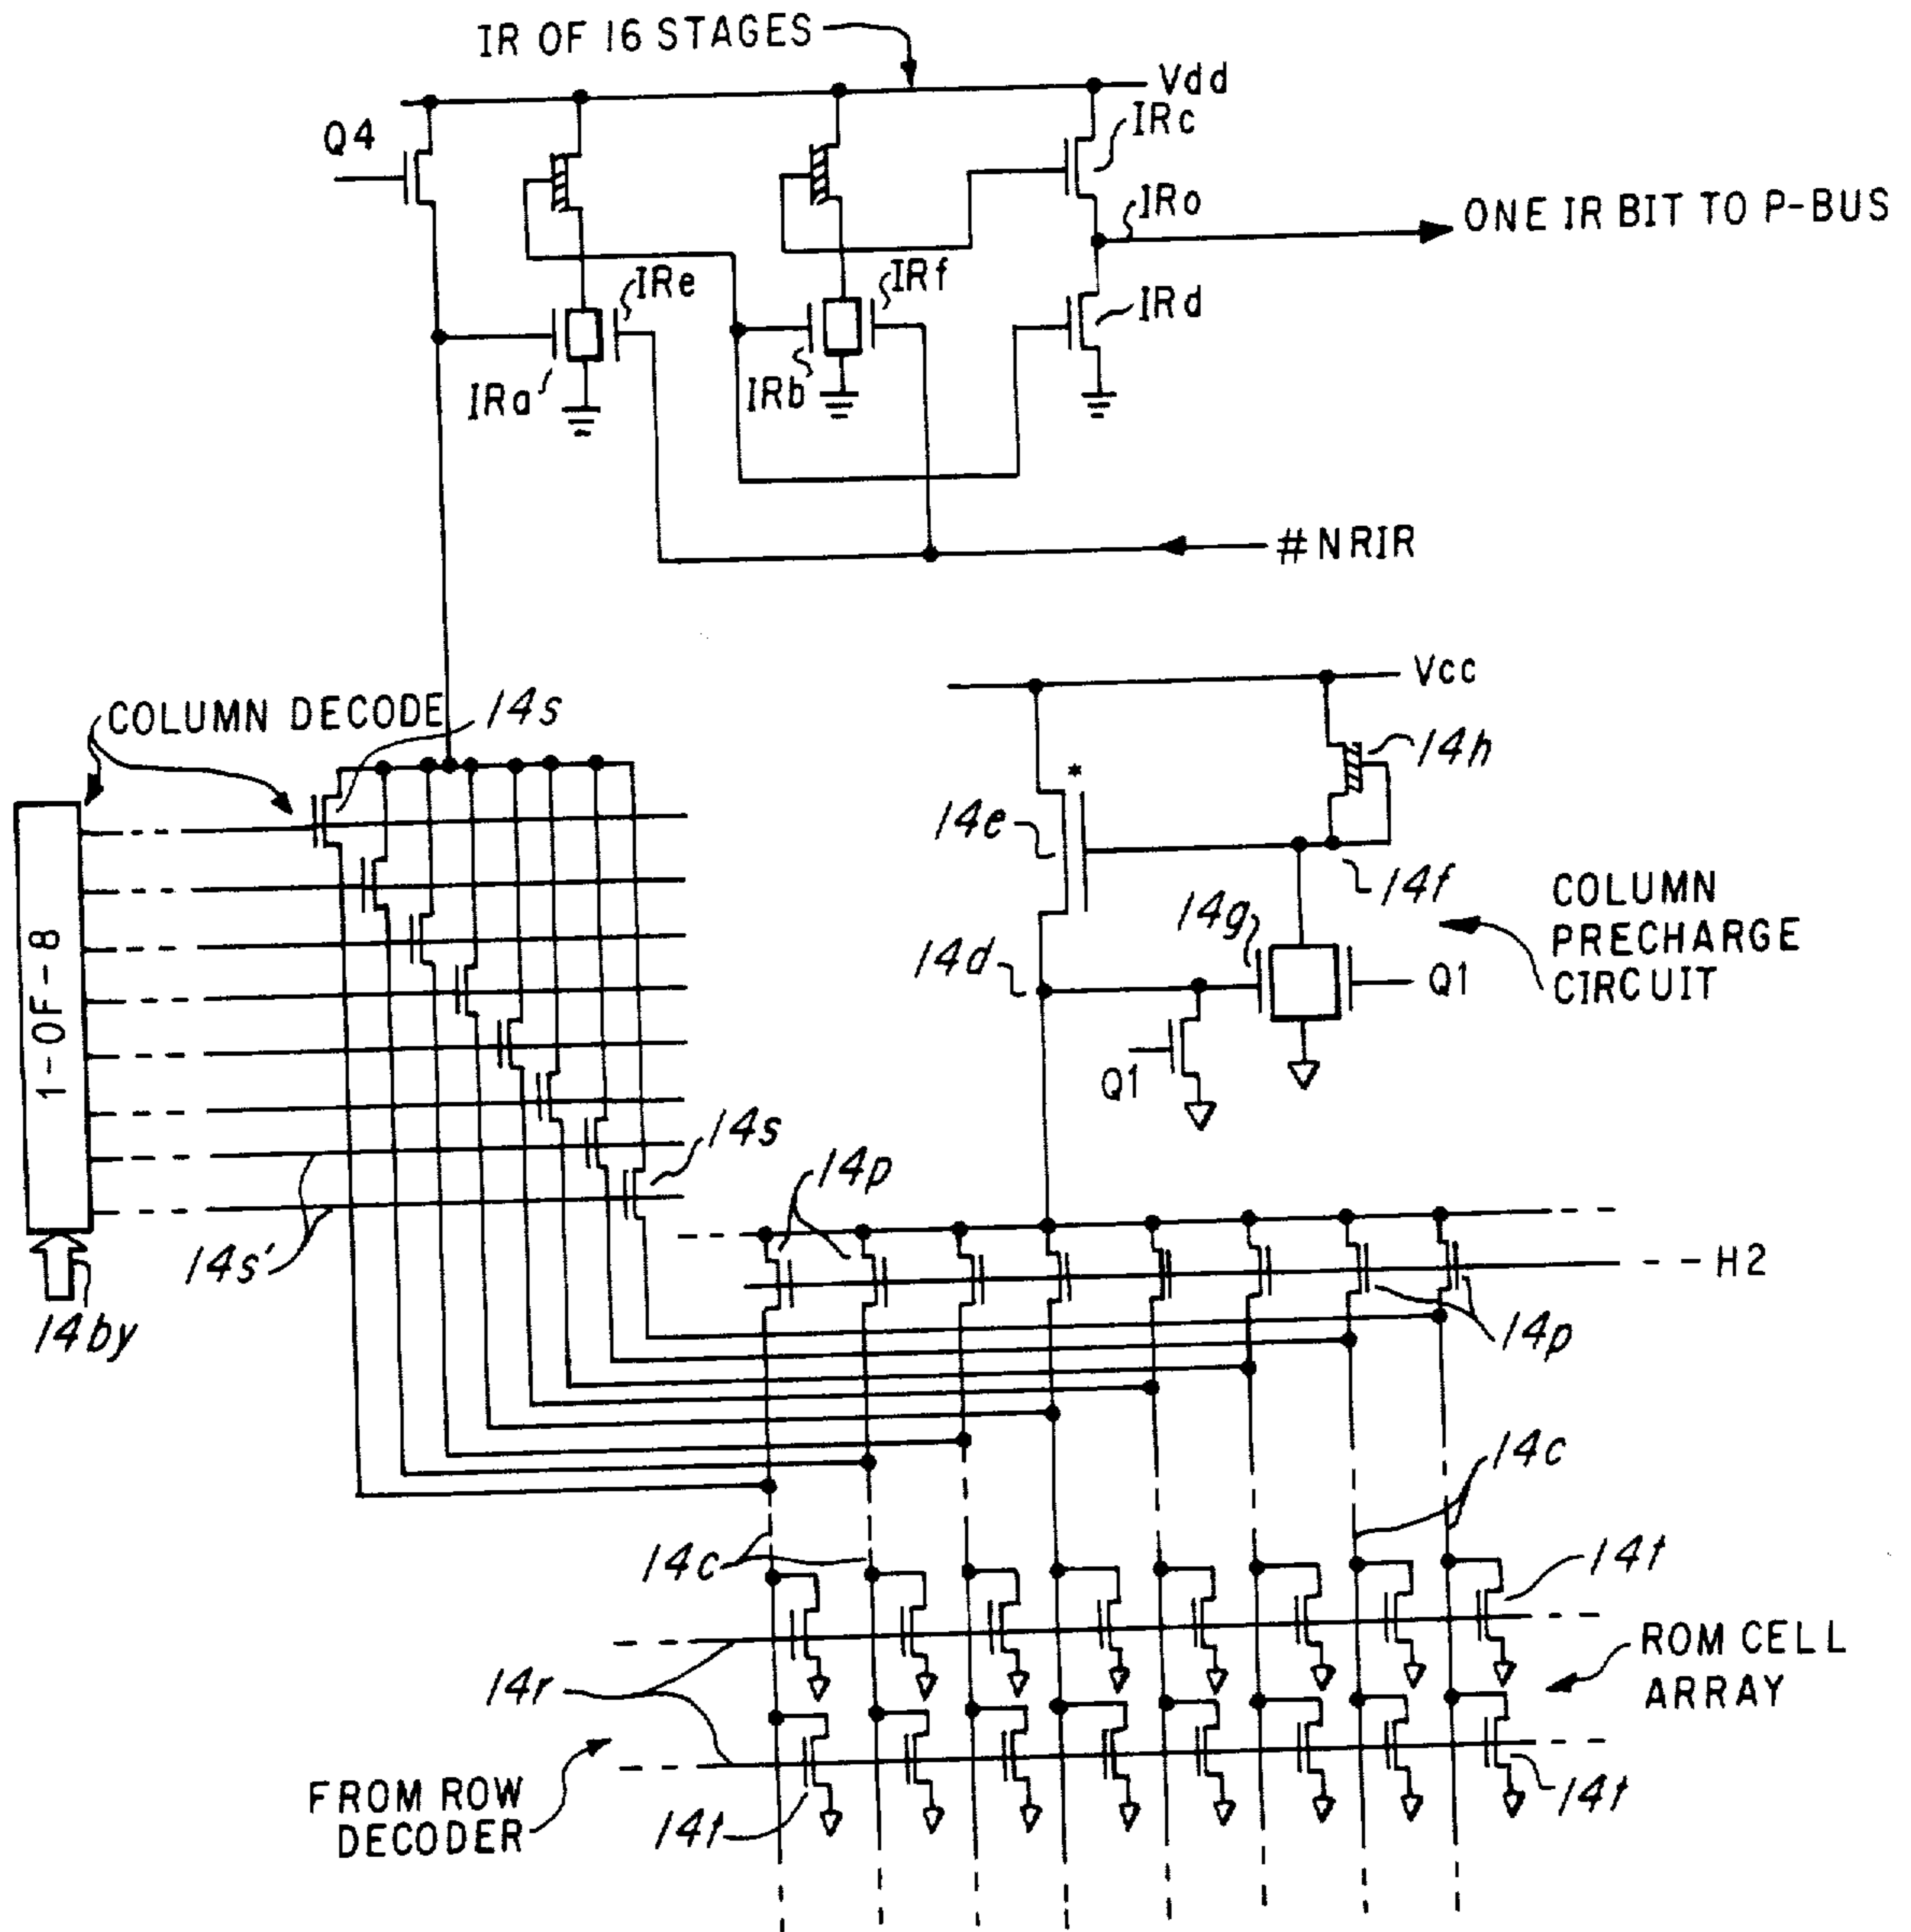 IR OF 16 STAGES
Vdd
Q4
IRc
IRo
ONE IR BIT TO P-BUS
IRe
IRf
IRd
IRa
IRb
#NRIR
Vcc
COLUMN DECODE
14s
14h
*
14e
14f
COLUMN
PRECHARGE
CIRCUIT
14g
14d
Q1
Q1
1-OF-8
14s
14p
14s'
H2
14by
14p
14c
14c
14t
ROM CELL
ARRAY
14r
FROM ROW
DECODER
14t
14t